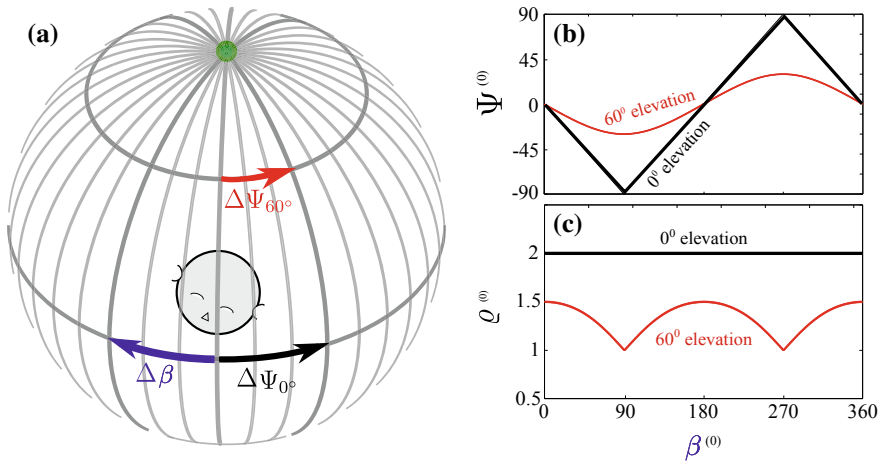 (a)
ΔΨ60°
Δβ
ΔΨ0°
(b)
Ψ (0)
90
45
0
-45
-90
60⁰ elevation
0⁰ elevation
(c)
ϱ (0)
2
1.5
1
0.5
0⁰ elevation
60⁰ elevation
0 90 180 270 360
β (0)